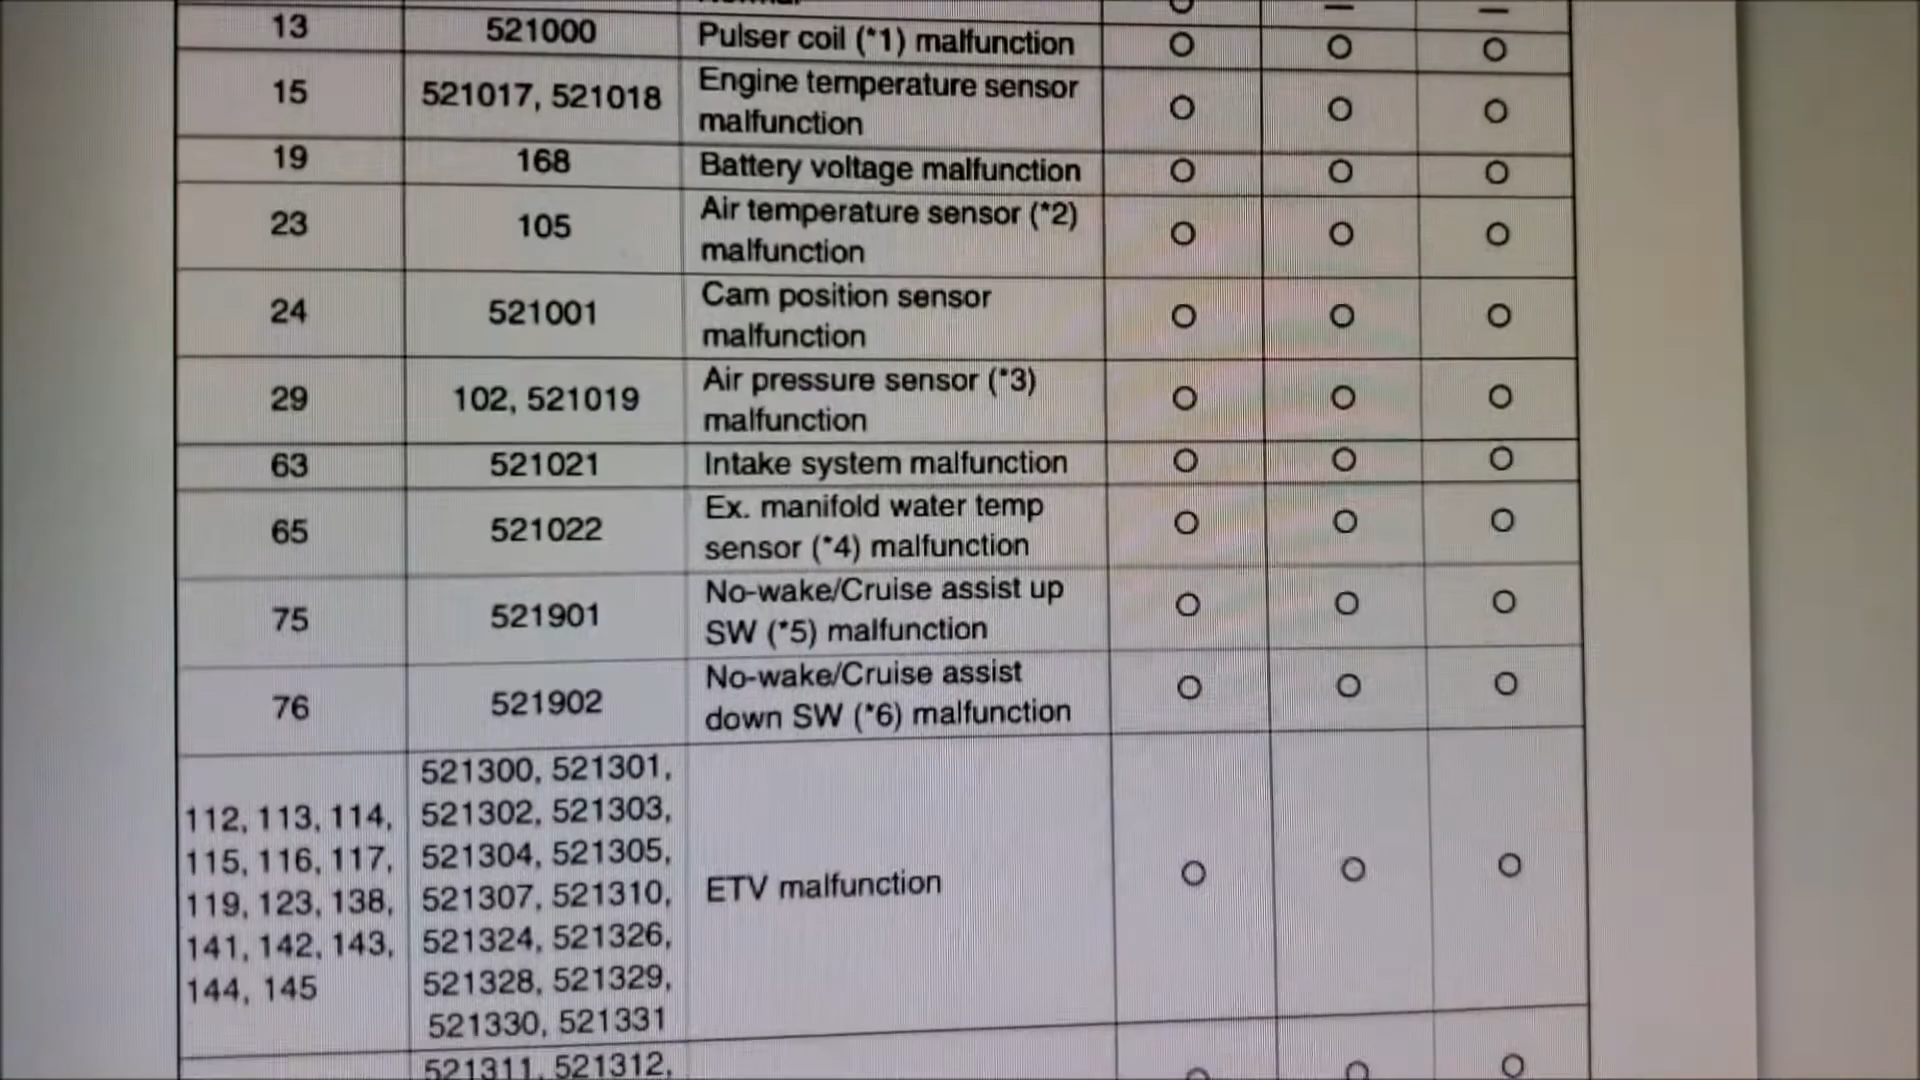 13 521000 Pulser coil (*1) malfunction O O O
15 521017, 521018 Engine temperature sensor
malfunction O O O
19 168 Battery voltage malfunction O O O
23 105 Air temperature sensor (*2)
malfunction O O O
24 521001 Cam position sensor
malfunction O O O
29 102, 521019 Air pressure sensor (*3)
malfunction O O O
63 521021 Intake system malfunction O O O
65 521022 Ex. manifold water temp
sensor (*4) malfunction O O O
75 521901 No-wake/Cruise assist up
SW (*5) malfunction O O O
76 521902 No-wake/Cruise assist
down SW (*6) malfunction O O O
112, 113, 114,
115, 116, 117,
119, 123, 138,
141, 142, 143,
144, 145
521300, 521301,
521302, 521303,
521304, 521305,
521307, 521310,
521324, 521326,
521328, 521329,
521330, 521331
ETV malfunction O O O
521311, 521312, O O O